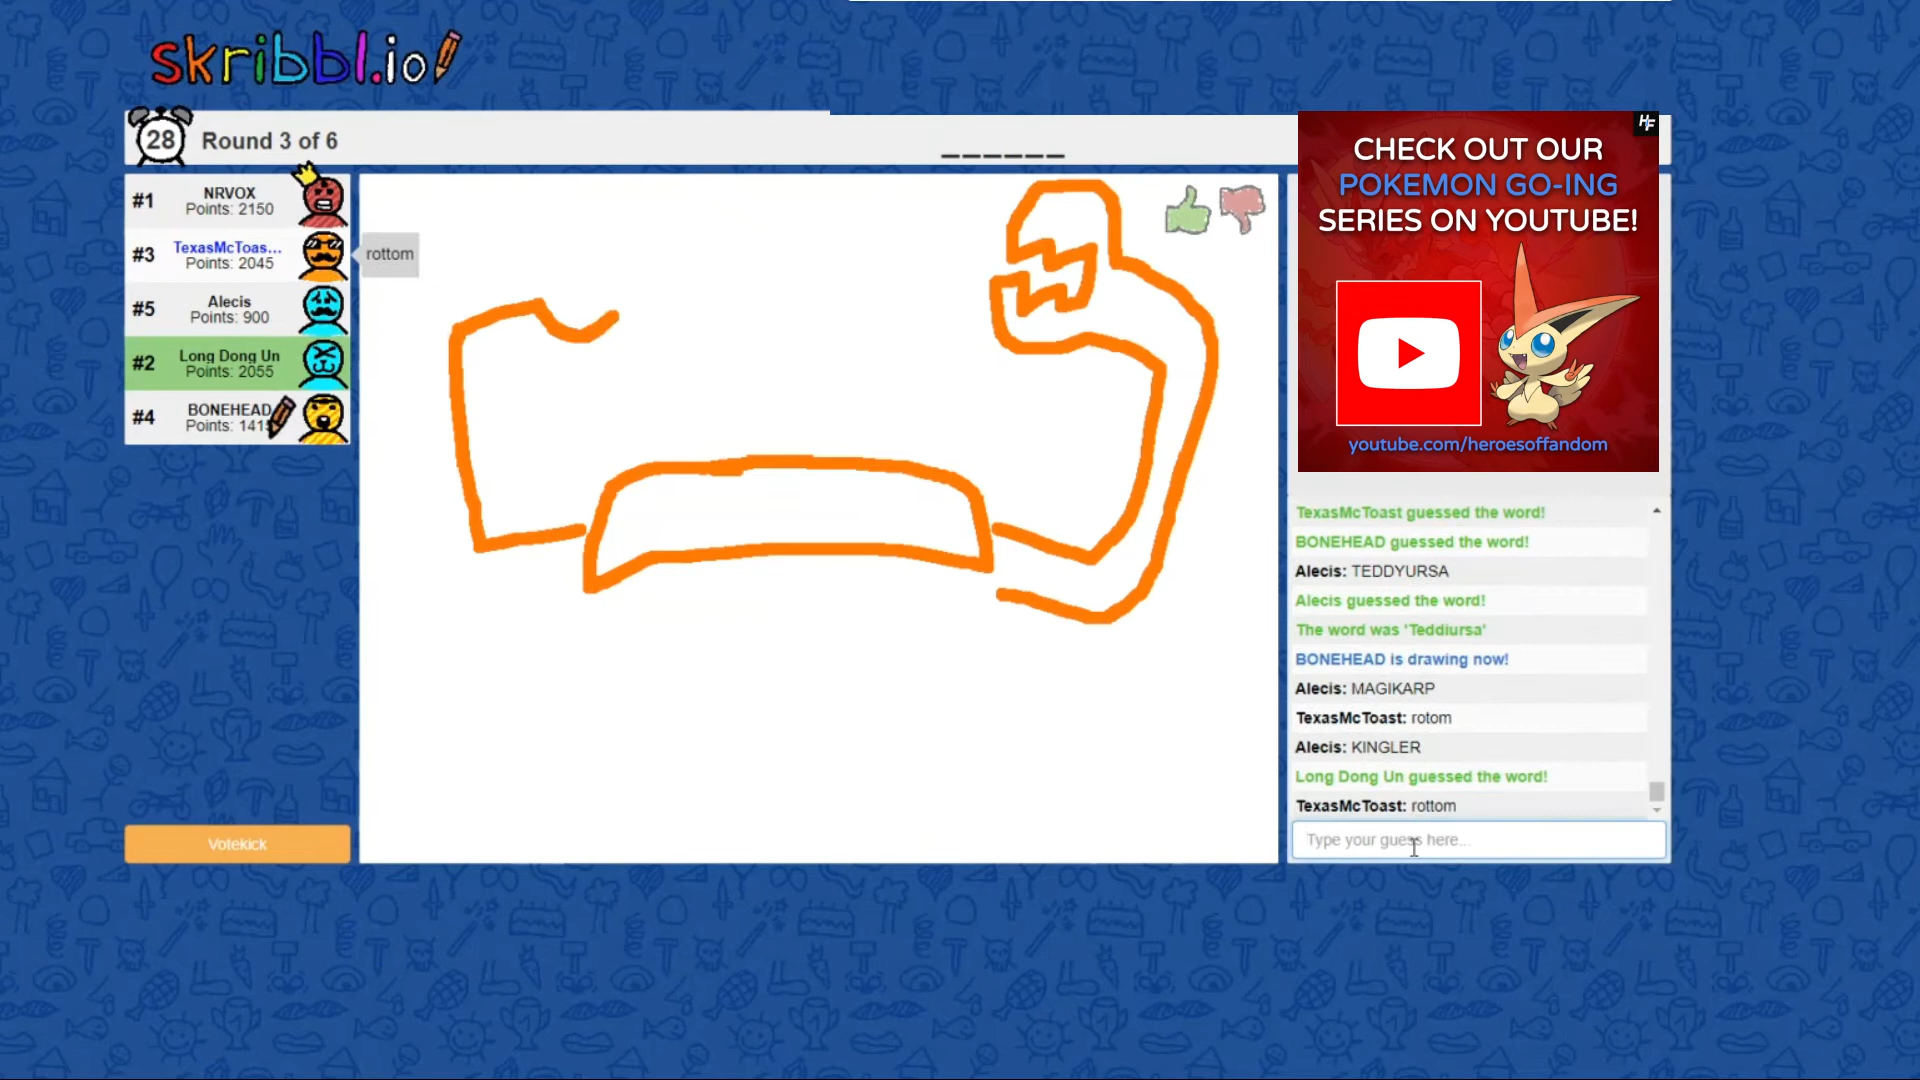 skribbl.io
28
Round 3 of 6
______
#1
NRVOX
Points: 2150
#3
TexasMcToas...
Points: 2045
rottom
#5
Alecis
Points: 900
#2
Long Dong Un
Points: 2055
#4
BONEHEAD
Points: 1415
Votekick
HF
CHECK OUT OUR
POKEMON GO-ING
SERIES ON YOUTUBE!
youtube.com/heroesoffandom
TexasMcToast guessed the word!
BONEHEAD guessed the word!
Alecis: TEDDYURSA
Alecis guessed the word!
The word was 'Teddiursa'
BONEHEAD is drawing now!
Alecis: MAGIKARP
TexasMcToast: rotom
Alecis: KINGLER
Long Dong Un guessed the word!
TexasMcToast: rottom
Type your guess here...